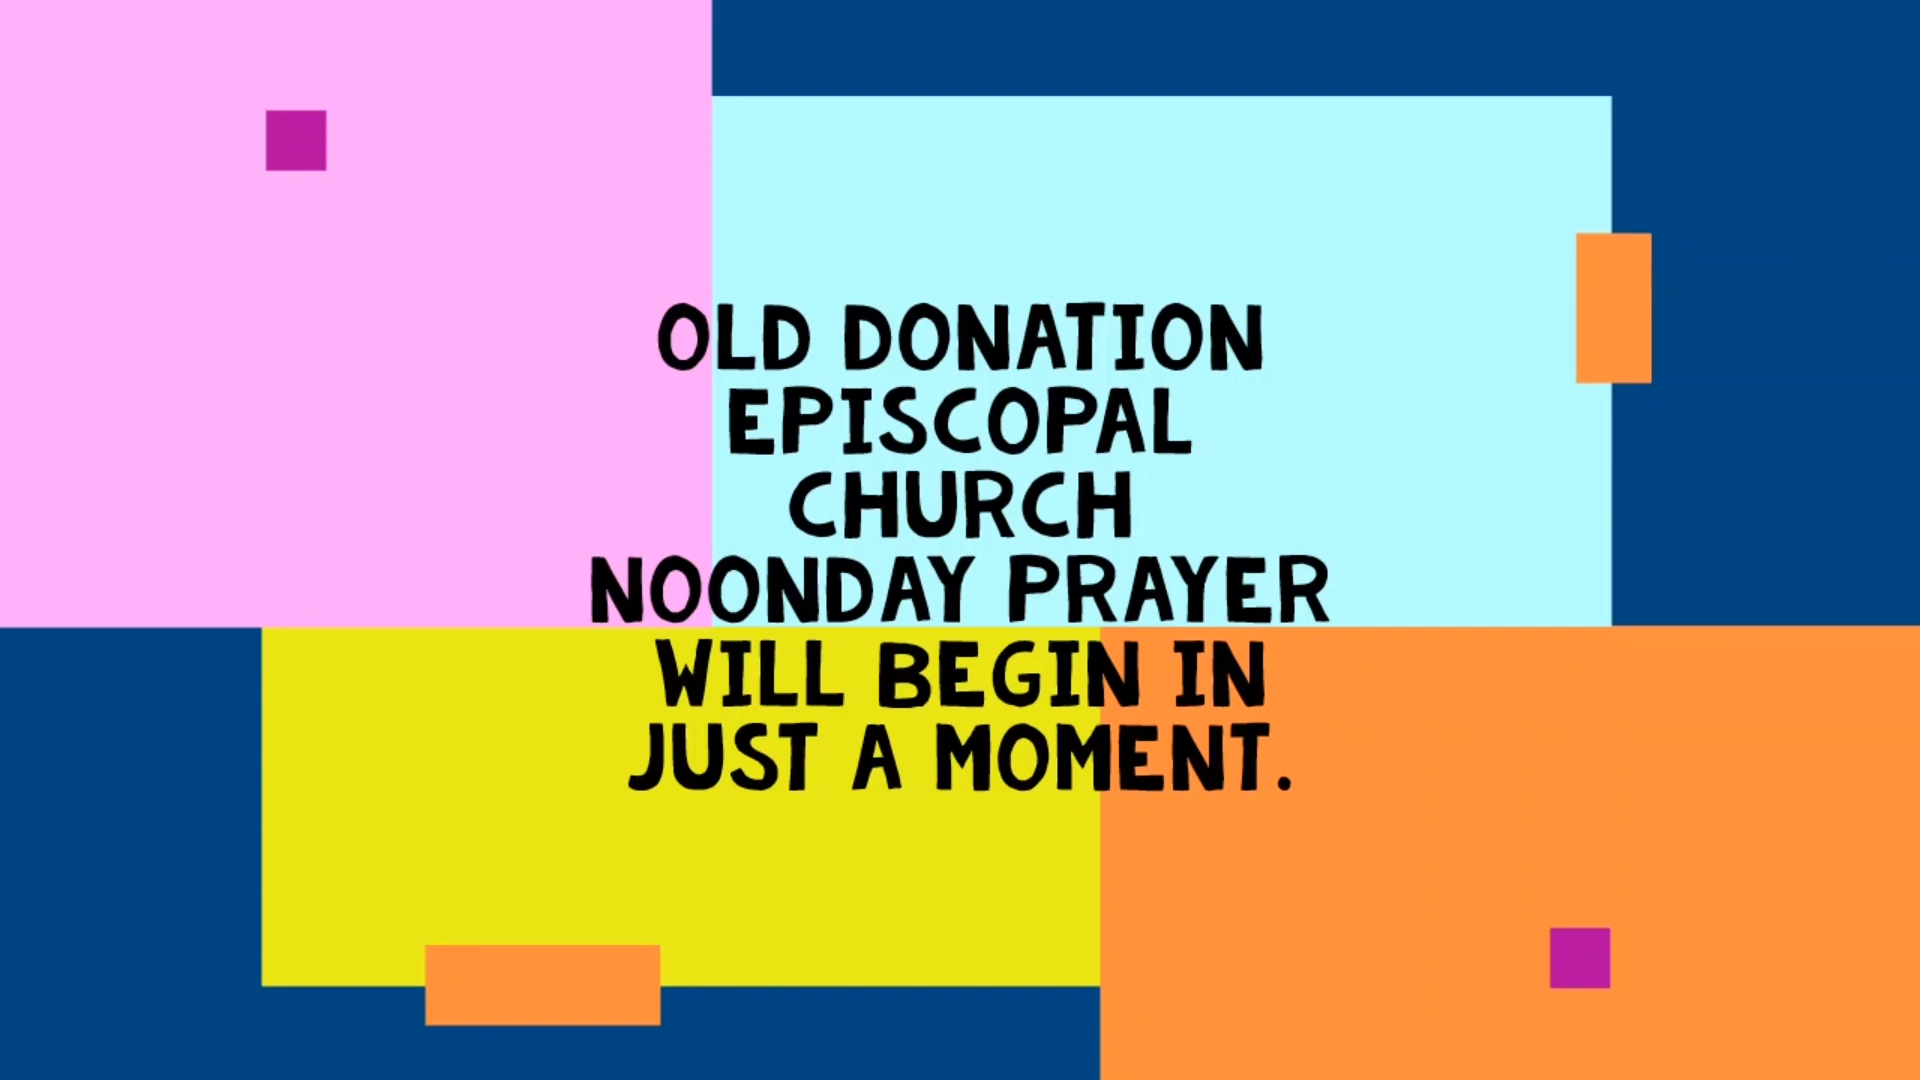 OLD DONATION
EPISCOPAL
CHURCH
NOONDAY PRAYER
WILL BEGIN IN
JUST A MOMENT.